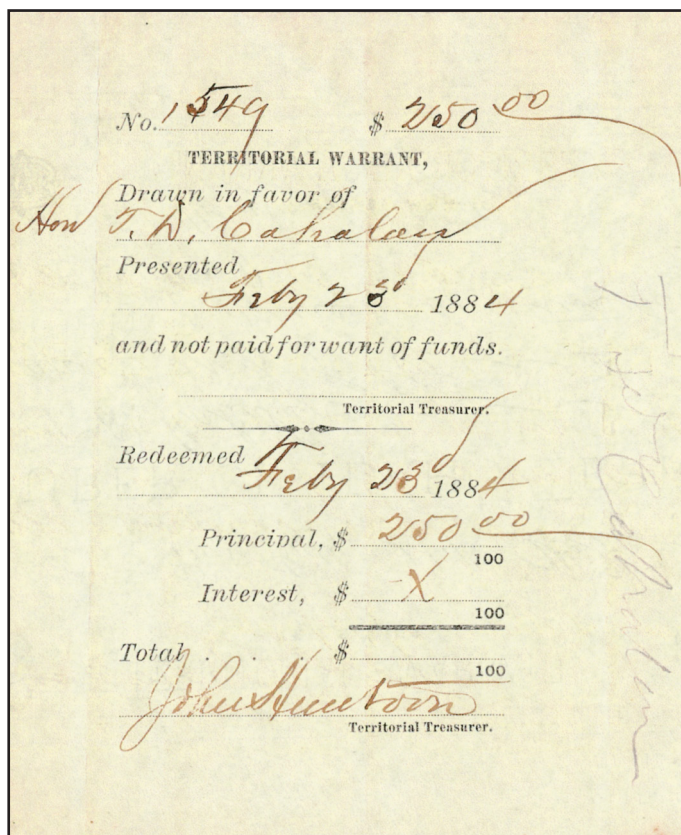 No. 1549 $ 250 00
TERRITORIAL WARRANT,
Drawn in favor of
Hon T. D. Cahalan
Presented
Feby 23d 1884
and not paid for want of funds.
Territorial Treasurer.
Redeemed
Feby 23d 1884
Principal, $ 250 00
100
Interest, $ X
100
Total . . . $
100
John Huntoon
Territorial Treasurer.
T D Cahalan